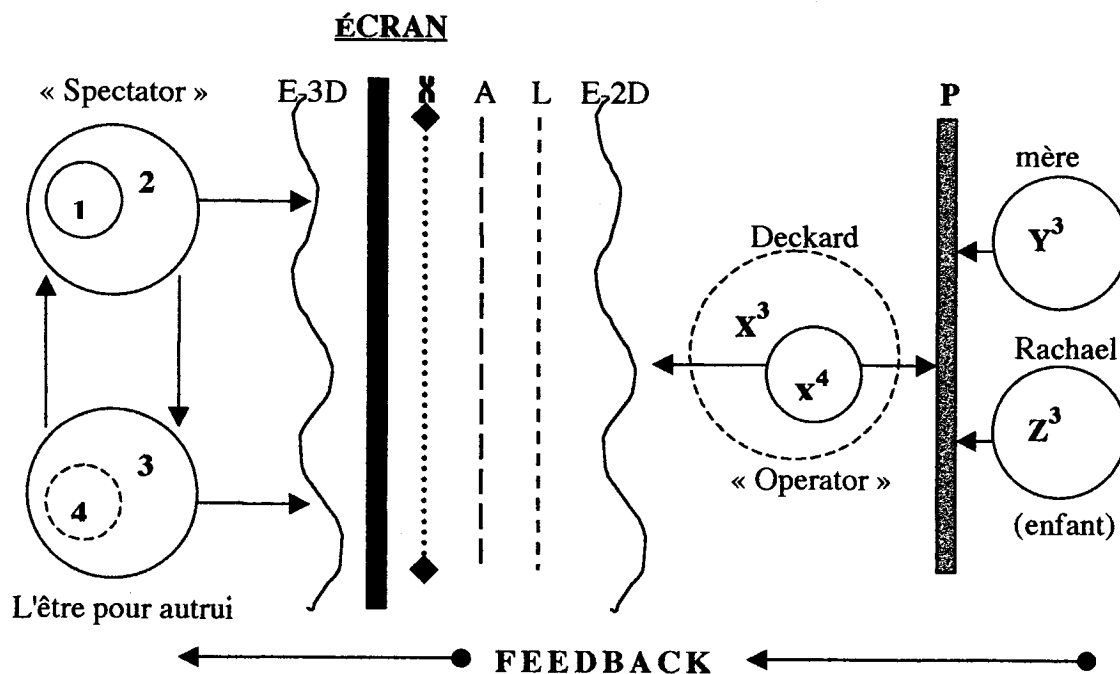 ÉCRAN
« Spectator » E-3D X A L E-2D P
mère
1 2
Y³
Deckard
X³
x⁴
Rachael
Z³
3
4
« Operator »
(enfant)
L'être pour autrui
FEEDBACK